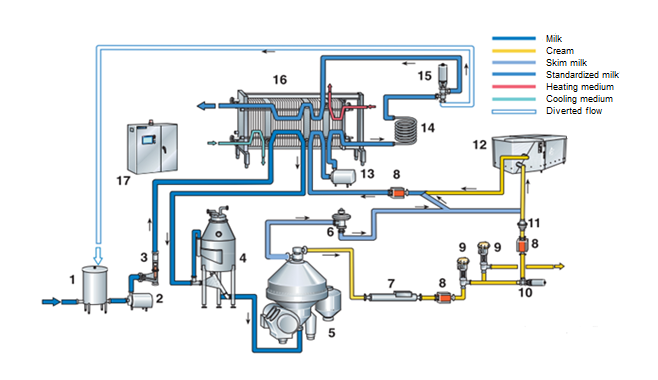 Milk
Cream
Skim milk
Standardized milk
Heating medium
Cooling medium
Diverted flow
15
16
14
12
17
13
8
11
6
3
9
9
8
4
1
2
7
8
10
5